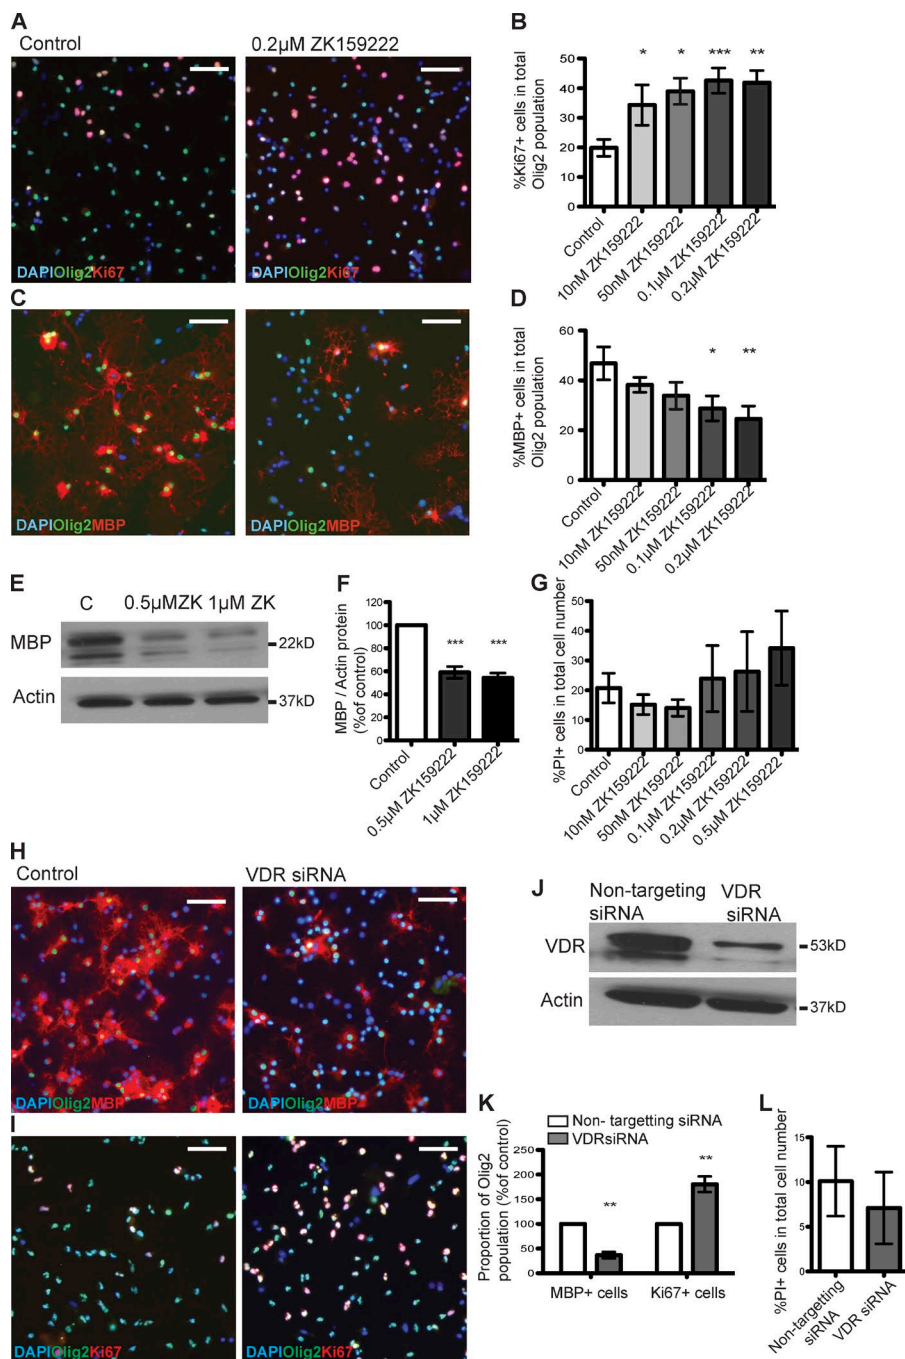 A
Control
0.2µM ZK159222
DAPIOlig2Ki67
DAPIOlig2Ki67
B
%Ki67+ cells in total
Olig2 population
60
40
20
0
*
*
***
**
Control
10nM ZK159222
50nM ZK159222
0.1µM ZK159222
0.2µM ZK159222
C
DAPIOlig2MBP
DAPIOlig2MBP
D
%MBP+ cells in total
Olig2 population
60
40
20
0
*
**
Control
10nM ZK159222
50nM ZK159222
0.1µM ZK159222
0.2µM ZK159222
E
C
0.5µMZK
1µM ZK
MBP
22kD
Actin
37kD
F
MBP / Actin protein
(%of control)
120
100
80
60
40
20
0
***
***
Control
0.5µM ZK159222
1µM ZK159222
G
%PI+ cells in total cell number
50
40
30
20
10
0
Control
10nM ZK159222
50nM ZK159222
0.1µM ZK159222
0.2µM ZK159222
0.5µM ZK159222
H
Control
VDR siRNA
DAPIOlig2MBP
DAPIOlig2MBP
I
DAPIOlig2Ki67
DAPIOlig2Ki67
J
Non-targeting
siRNA
VDR
siRNA
VDR
53kD
Actin
37kD
K
Non- targetting siRNA
VDRsiRNA
Proportion of Olig2
population (%of control)
250
200
150
100
50
0
**
**
MBP+ cells
Ki67+ cells
L
%PI+ cells in total cell number
15
10
5
0
Non-targetting
siRNA
VDR siRNA